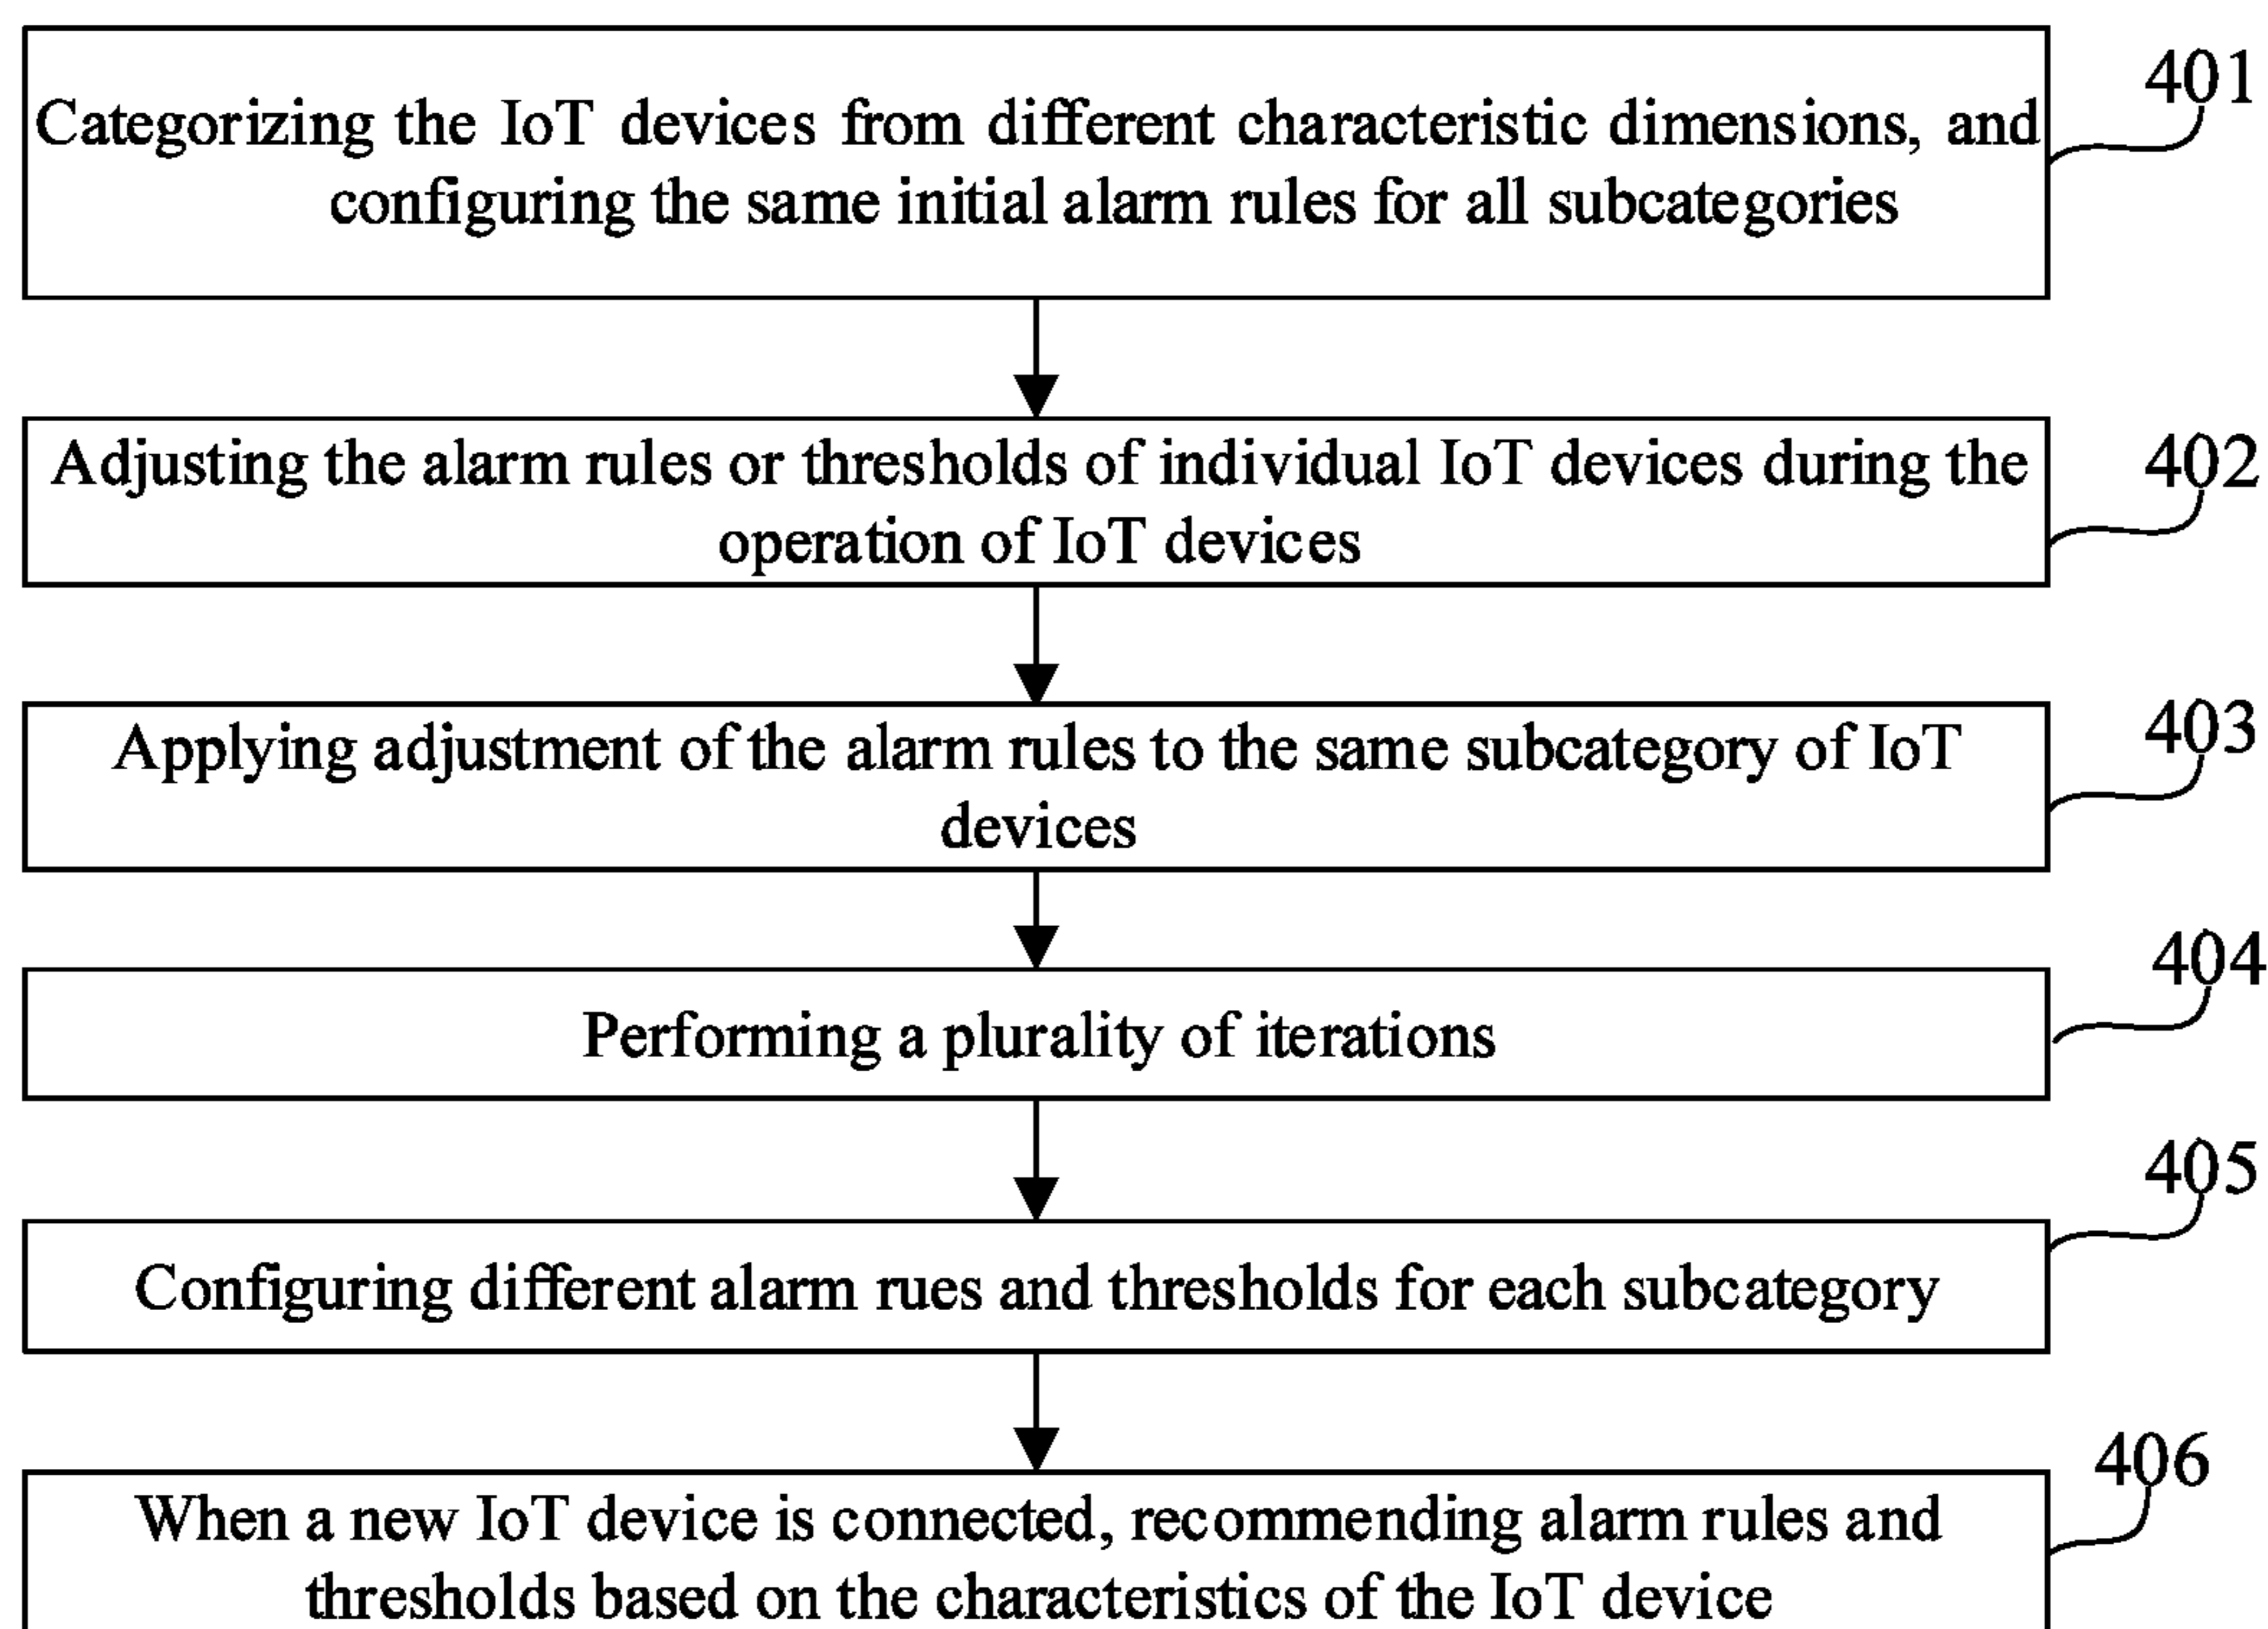 401
Categorizing the IoT devices from different characteristic dimensions, and
configuring the same initial alarm rules for all subcategories
402
Adjusting the alarm rules or thresholds of individual IoT devices during the
operation of IoT devices
403
Applying adjustment of the alarm rules to the same subcategory of IoT
devices
404
Performing a plurality of iterations
405
Configuring different alarm rues and thresholds for each subcategory
406
When a new IoT device is connected, recommending alarm rules and
thresholds based on the characteristics of the IoT device